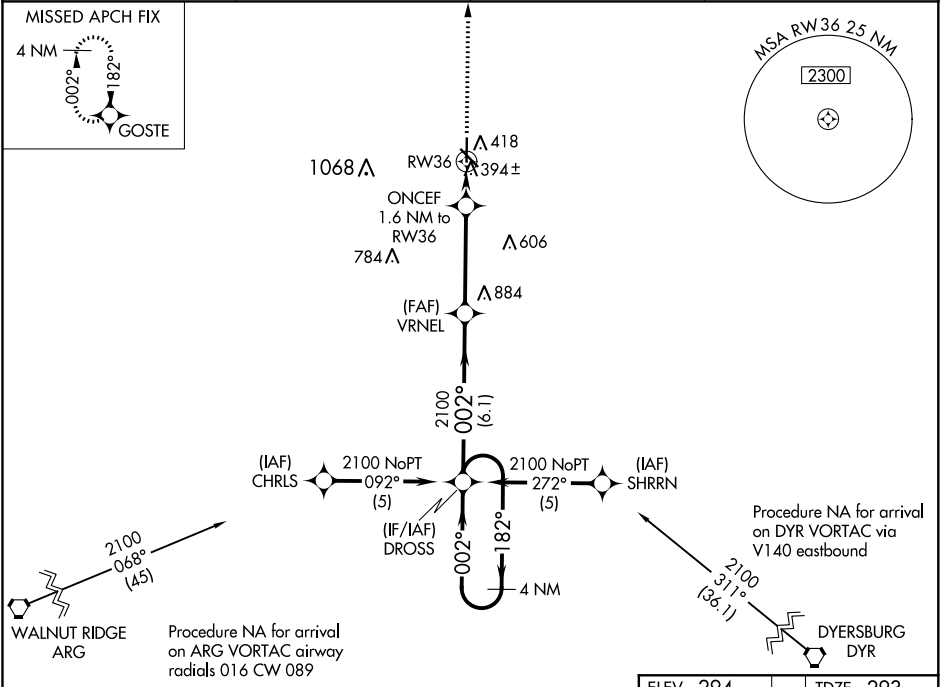 MISSED APCH FIX
4 NM
002°
182°
GOSTE
MSA RW36 25 NM
2300
418
RW36
394±
1068
ONCEF
1.6 NM to
RW36
606
784
884
(FAF)
VRNEL
2100
002°
(6.1)
(IAF)
CHRLS
2100 NoPT
092°
(5)
2100 NoPT
272°
(5)
(IAF)
SHRRN
(IF/IAF)
DROSS
002°
182°
4 NM
Procedure NA for arrival
on DYR VORTAC via
V140 eastbound
2100
068°
(45)
2100
311°
(36.1)
WALNUT RIDGE
ARG
Procedure NA for arrival
on ARG VORTAC airway
radials 016 CW 089
DYERSBURG
DYR
ELEV 294
TDZE 293